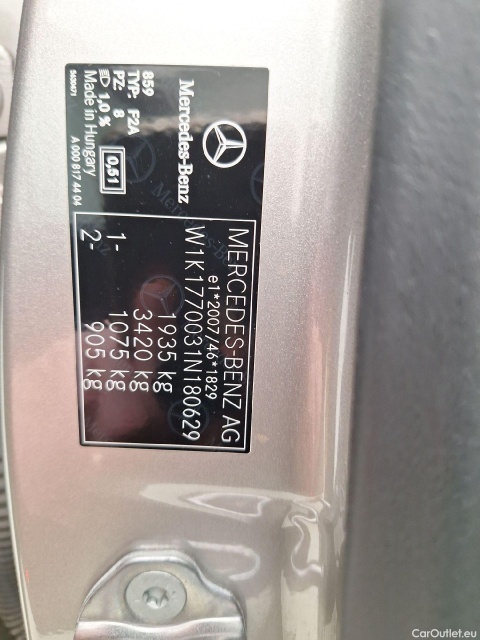 Mercedes-Benz
859
TYP: F2A
PZ: 8
1,0 %
0,51
Made in Hungary
5630471
A 000 817 44 04
MERCEDES-BENZ AG
e1*2007/46*1829
W1K1770031N180629
1935 kg
3420 kg
1- 1075 kg
2- 905 kg
CarOutlet.eu